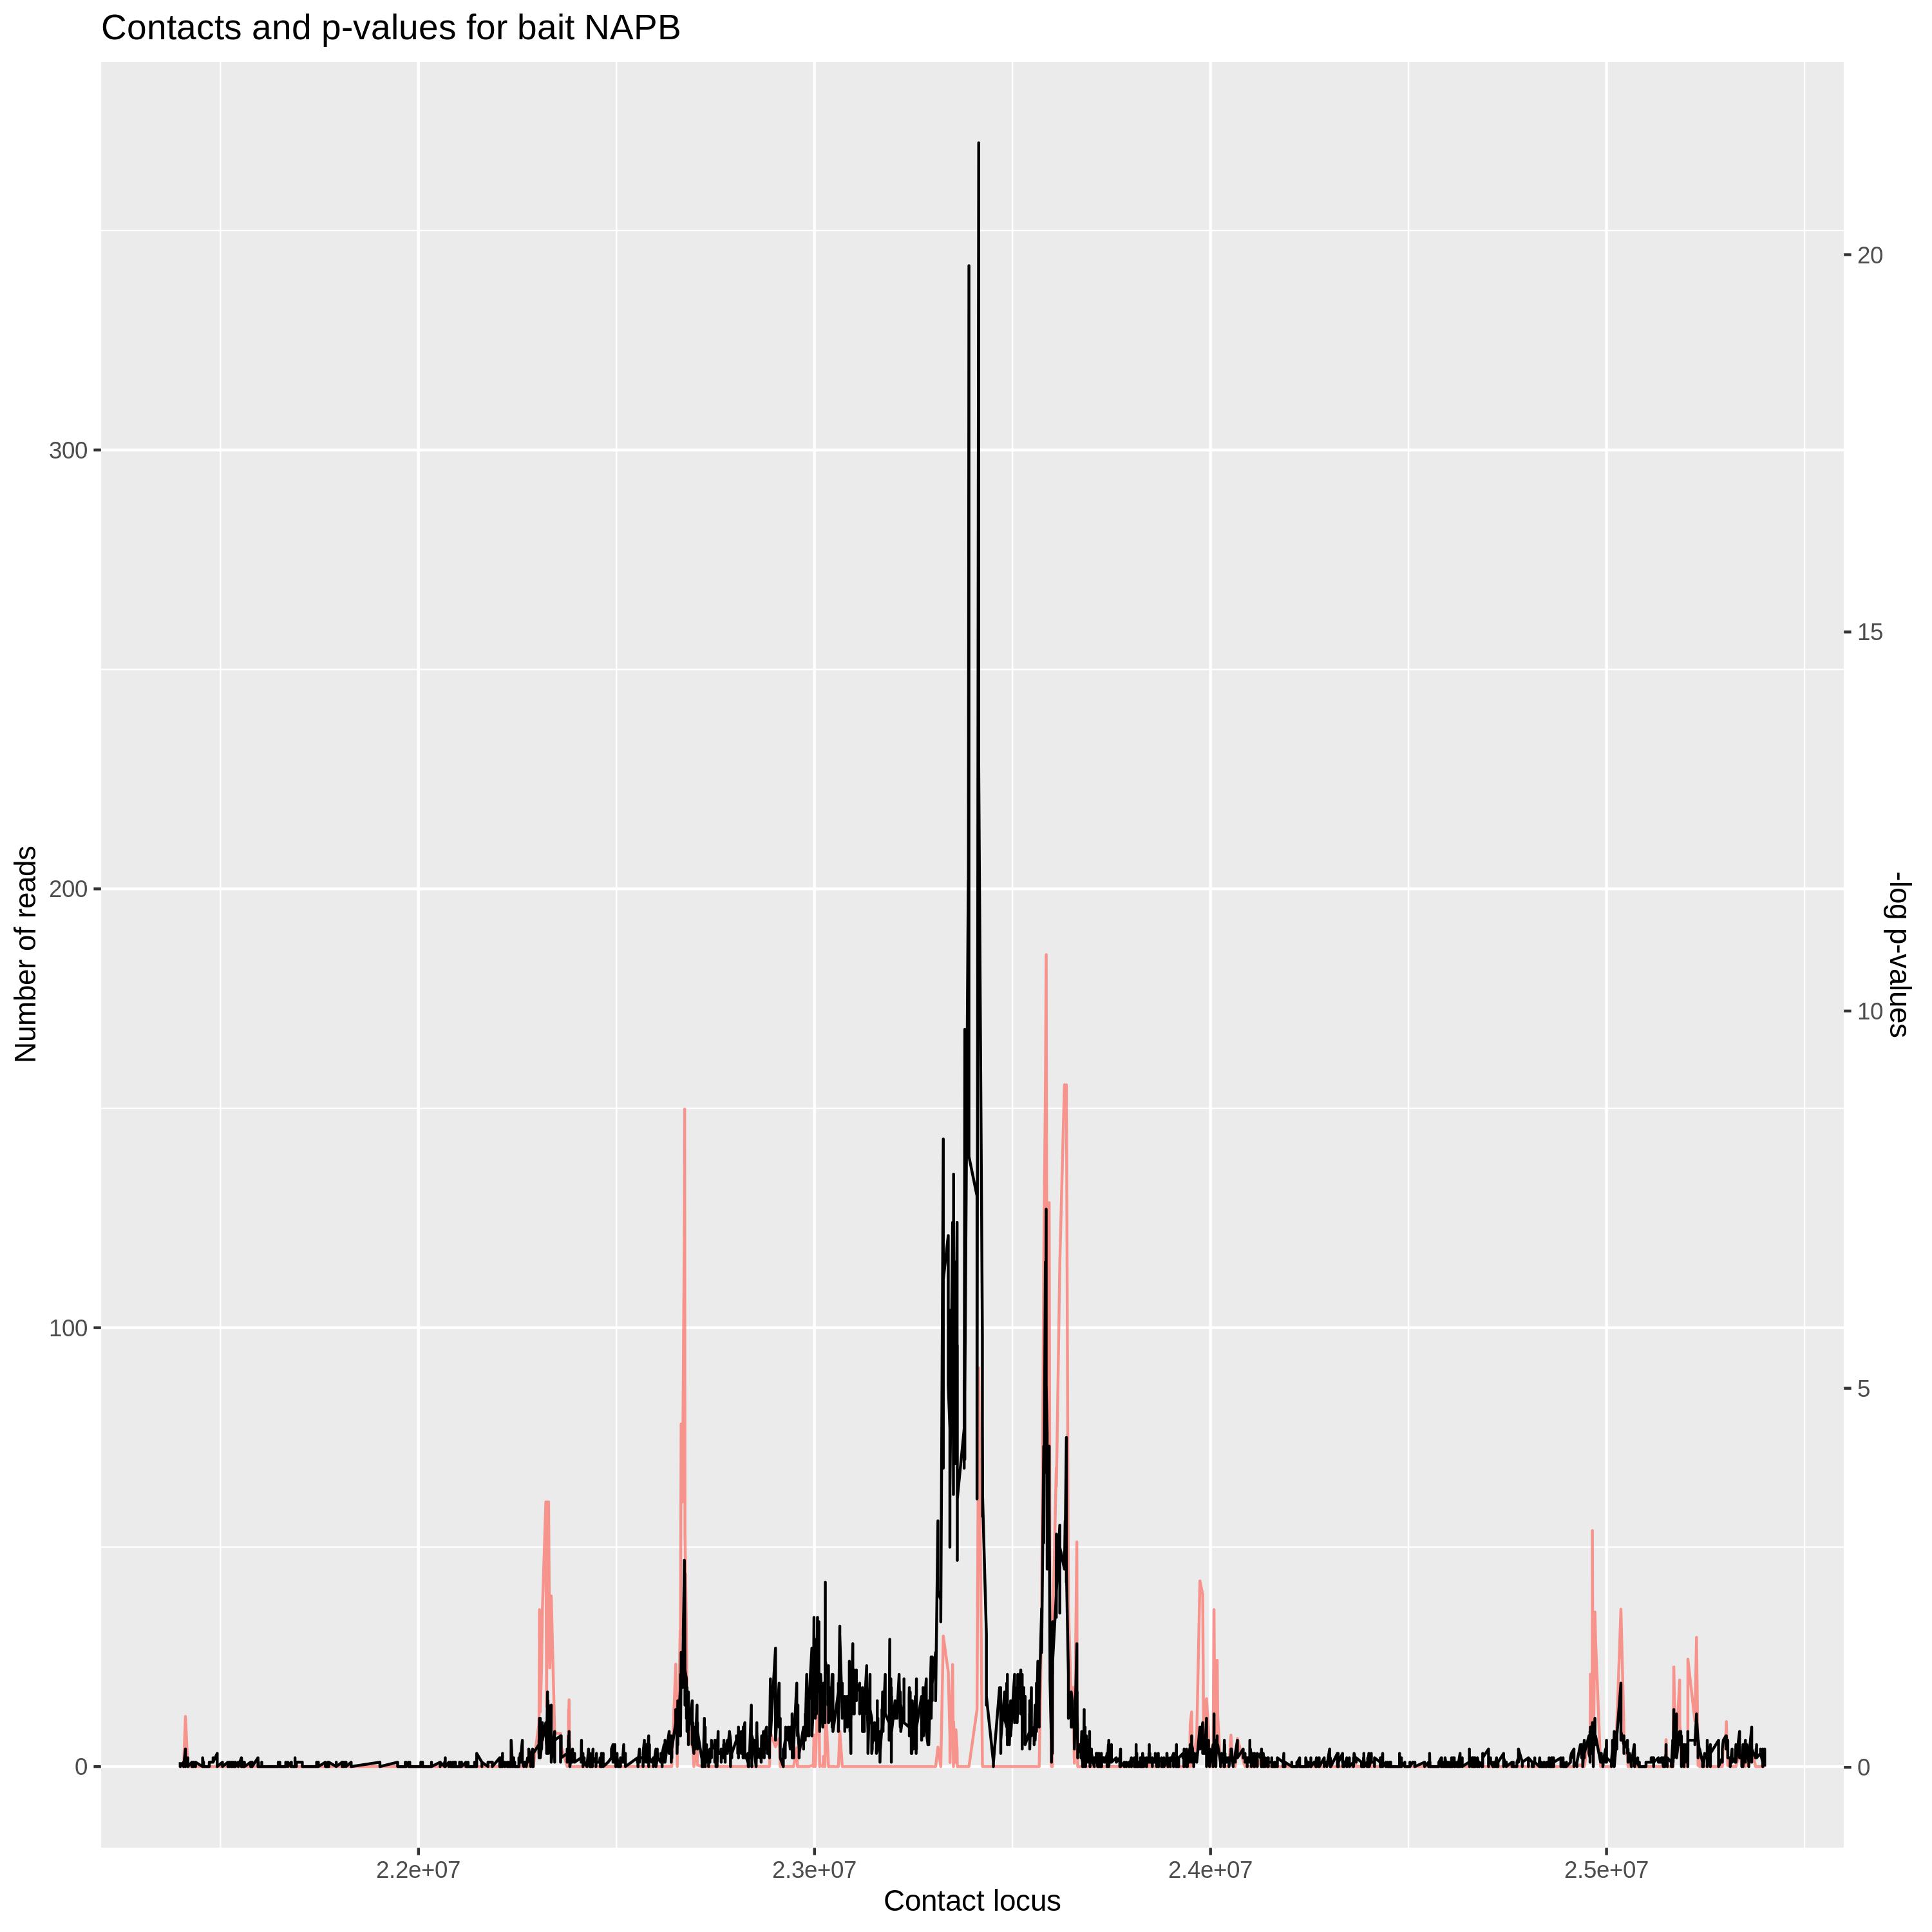 Contacts and p-values for bait NAPB
300
200
100
0
20
15
10
5
0
Number of reads
-log p-values
2.2e+07
2.3e+07
2.4e+07
2.5e+07
Contact locus